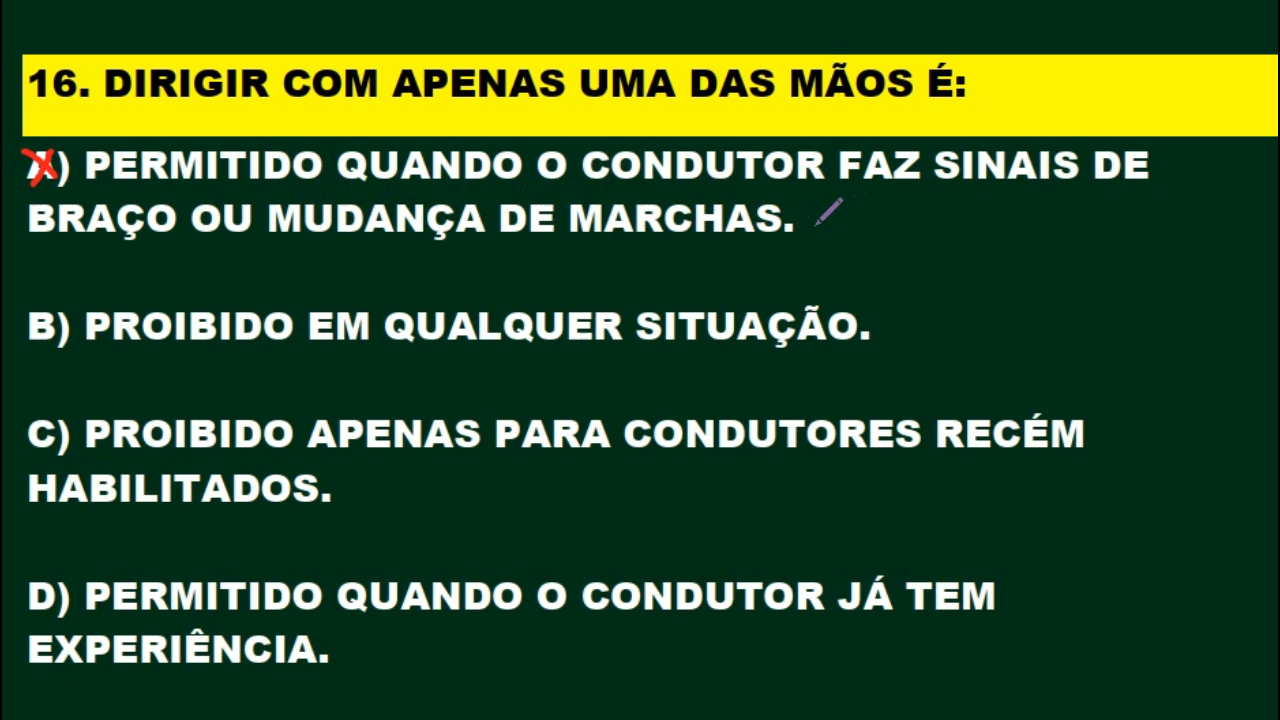 16. DIRIGIR COM APENAS UMA DAS MÃOS É:
A) PERMITIDO QUANDO O CONDUTOR FAZ SINAIS DE
BRAÇO OU MUDANÇA DE MARCHAS.
B) PROIBIDO EM QUALQUER SITUAÇÃO.
C) PROIBIDO APENAS PARA CONDUTORES RECÉM
HABILITADOS.
D) PERMITIDO QUANDO O CONDUTOR JÁ TEM
EXPERIÊNCIA.